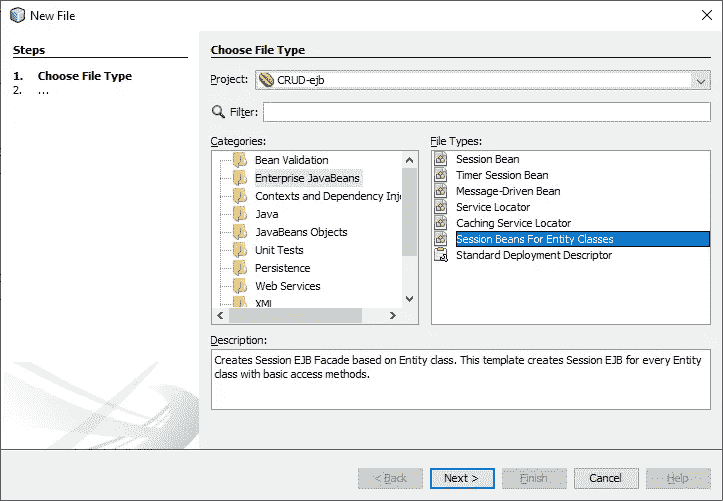 New File
Steps
1. Choose File Type
2. ...
Choose File Type
Project: CRUD-ejb
Filter:
Categories:
Bean Validation
Enterprise JavaBeans
Contexts and Dependency Inje
Java
JavaBeans Objects
Unit Tests
Persistence
Web Services
XML
File Types:
Session Bean
Timer Session Bean
Message-Driven Bean
Service Locator
Caching Service Locator
Session Beans For Entity Classes
Standard Deployment Descriptor
Description:
Creates Session EJB Facade based on Entity class. This template creates Session EJB for every Entity
class with basic access methods.
< Back Next > Finish Cancel Help